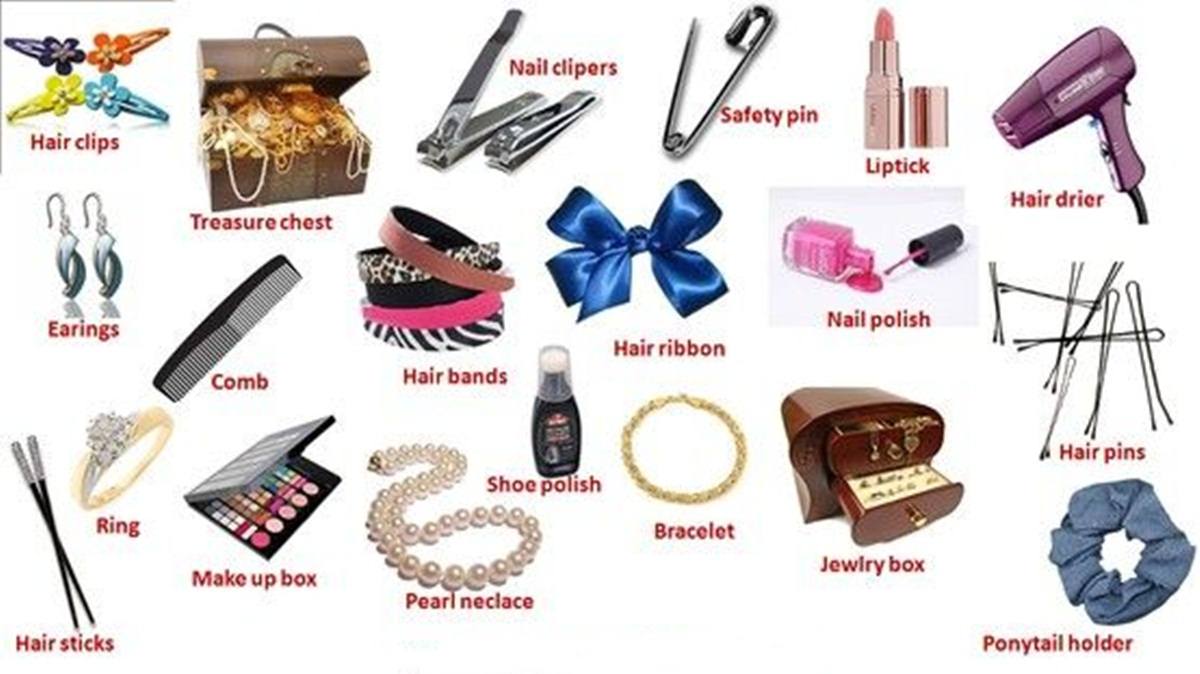 Hair clips
Treasure chest
Nail clipers
Safety pin
Liptick
Hair drier
Earings
Comb
Hair bands
Hair ribbon
Nail polish
Hair pins
Ring
Make up box
Shoe polish
Pearl neclace
Bracelet
Jewlry box
Hair sticks
Ponytail holder